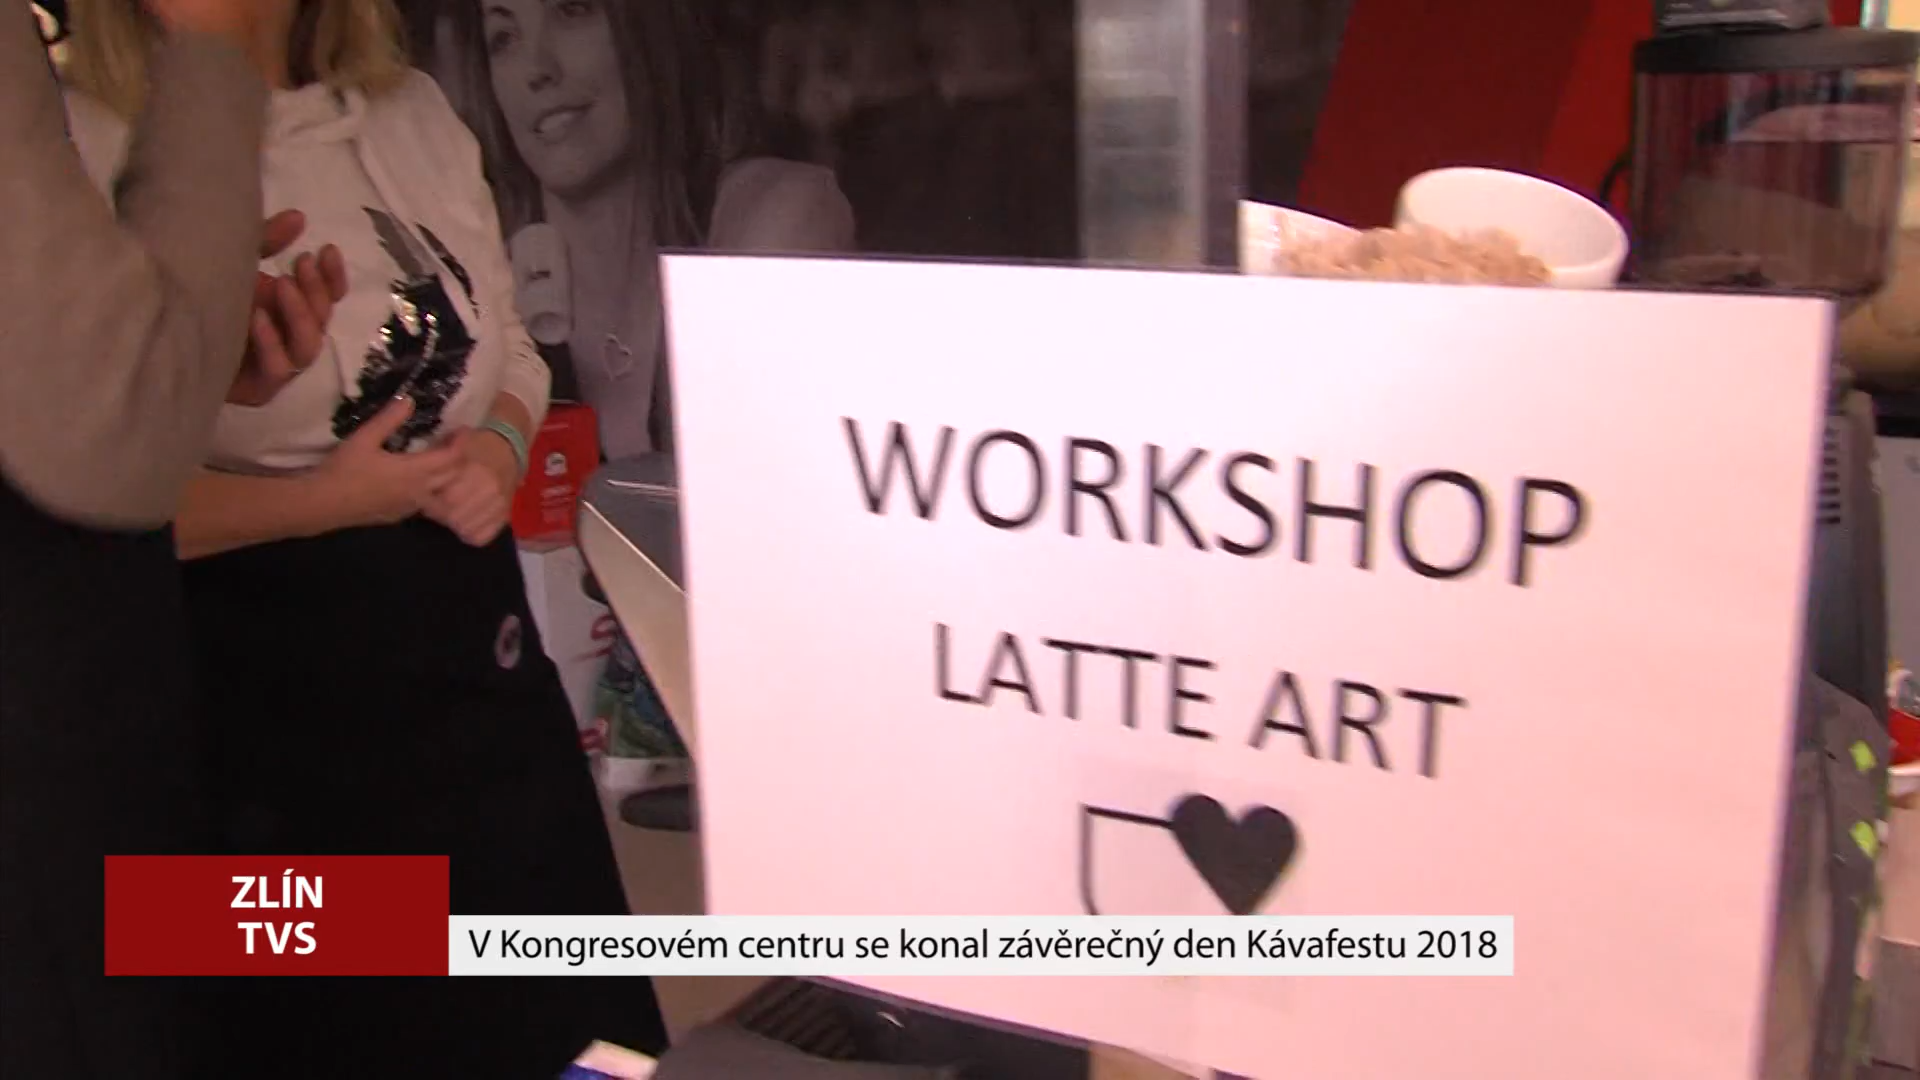 WORKSHOP
LATTE ART
ZLÍN
TVS
V Kongresovém centru se konal závěrečný den Kávafestu 2018